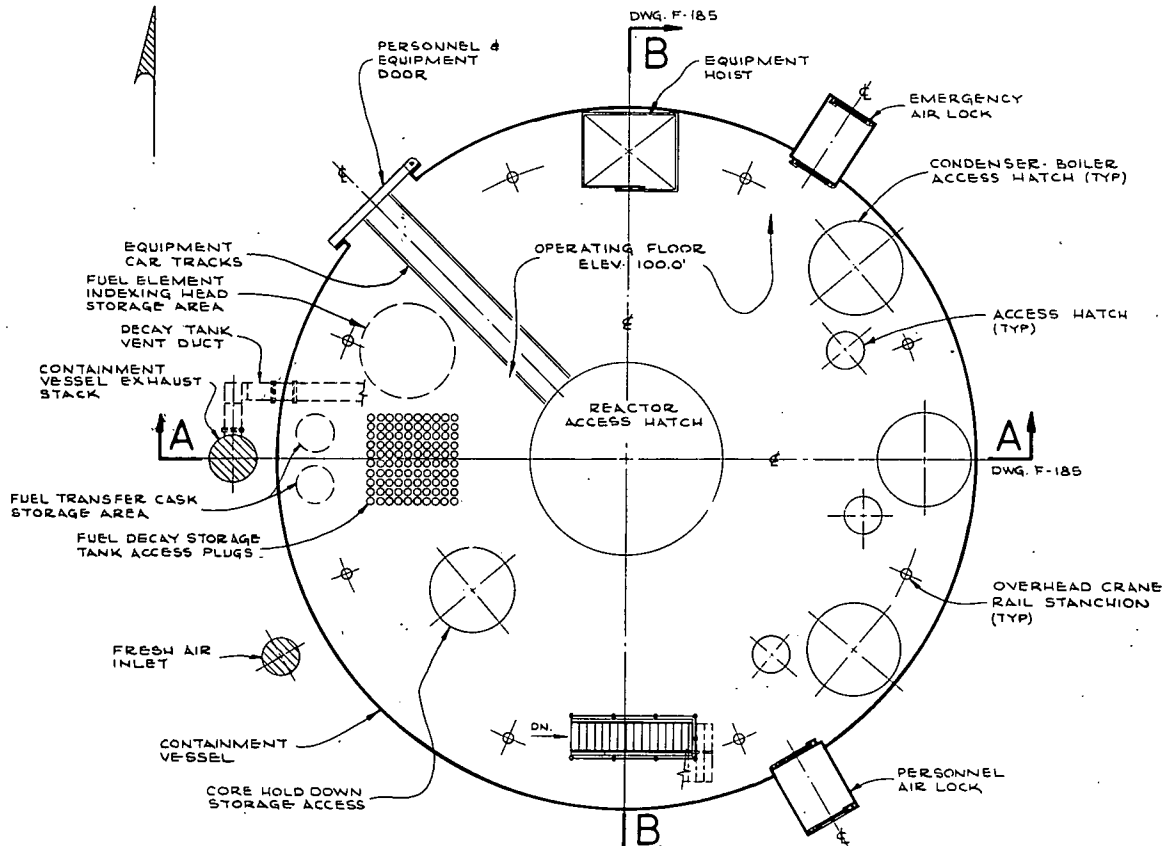 DWG. F-185
B
PERSONNEL &
EQUIPMENT
DOOR
EQUIPMENT
HOIST
℄
EMERGENCY
AIR LOCK
℄
CONDENSER-BOILER
ACCESS HATCH (TYP)
EQUIPMENT
CAR TRACKS
OPERATING FLOOR
ELEV. 100.0'
FUEL ELEMENT
INDEXING HEAD
STORAGE AREA
DECAY TANK
VENT DUCT
℄
ACCESS HATCH
(TYP)
CONTAINMENT
VESSEL EXHAUST
STACK
REACTOR
ACCESS HATCH
A
℄
A
DWG. F-185
FUEL TRANSFER CASK
STORAGE AREA
FUEL DECAY STORAGE
TANK ACCESS PLUGS
OVERHEAD CRANE
RAIL STANCHION
(TYP)
FRESH AIR
INLET
DN.
CONTAINMENT
VESSEL
CORE HOLD DOWN
STORAGE ACCESS
PERSONNEL
AIR LOCK
B
℄